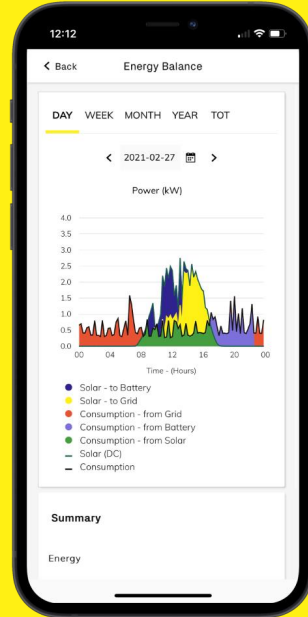 12:12
Back
Energy Balance
DAY WEEK MONTH YEAR TOT
2021-02-27
Power (kW)
4.0
3.5
3.0
2.5
2.0
1.5
1.0
0.5
0.0
00 04 08 12 16 20 00
Time - (Hours)
Solar - to Battery
Solar - to Grid
Consumption - from Grid
Consumption - from Battery
Consumption - from Solar
Solar (DC)
Consumption
Summary
Energy